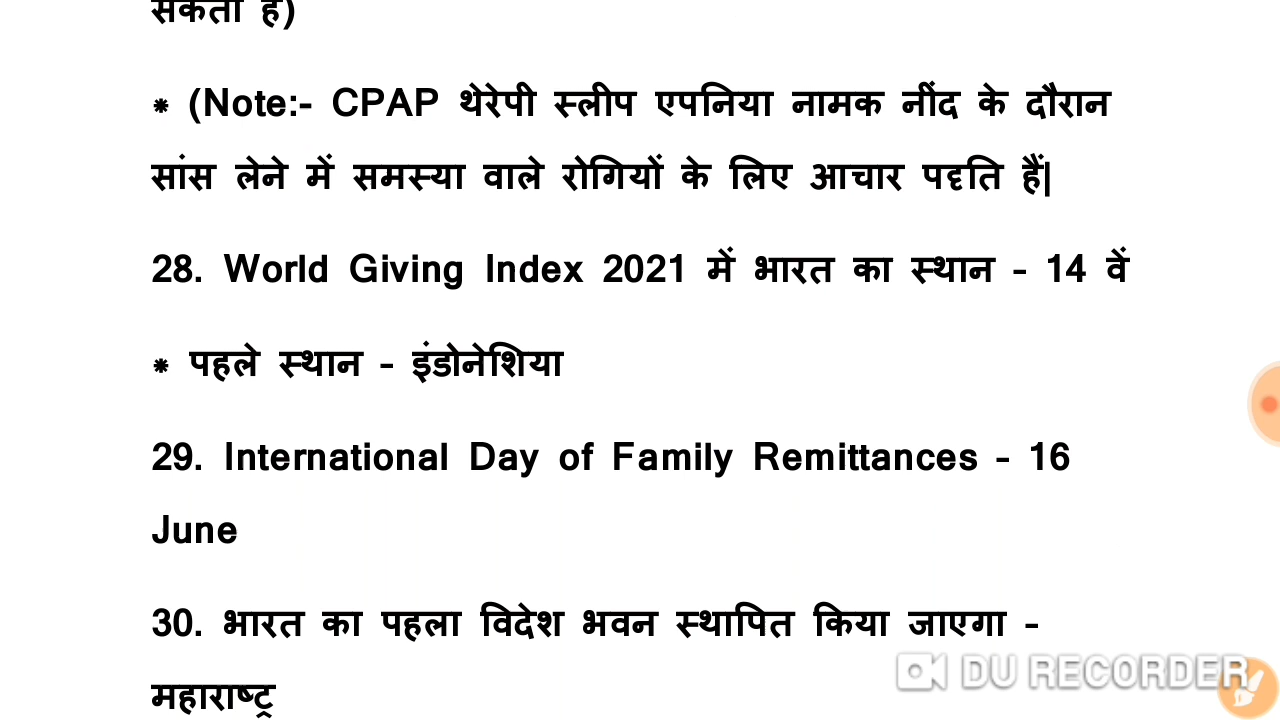 सकता है)
* (Note:- CPAP थेरेपी स्लीप एपनिया नामक नींद के दौरान
सांस लेने में समस्या वाले रोगियों के लिए आचार पद्दति हैं|
28. World Giving Index 2021 में भारत का स्थान - 14 वें
* पहले स्थान - इंडोनेशिया
29. International Day of Family Remittances - 16
June
30. भारत का पहला विदेश भवन स्थापित किया जाएगा -
महाराष्ट्र
DU RECORDER